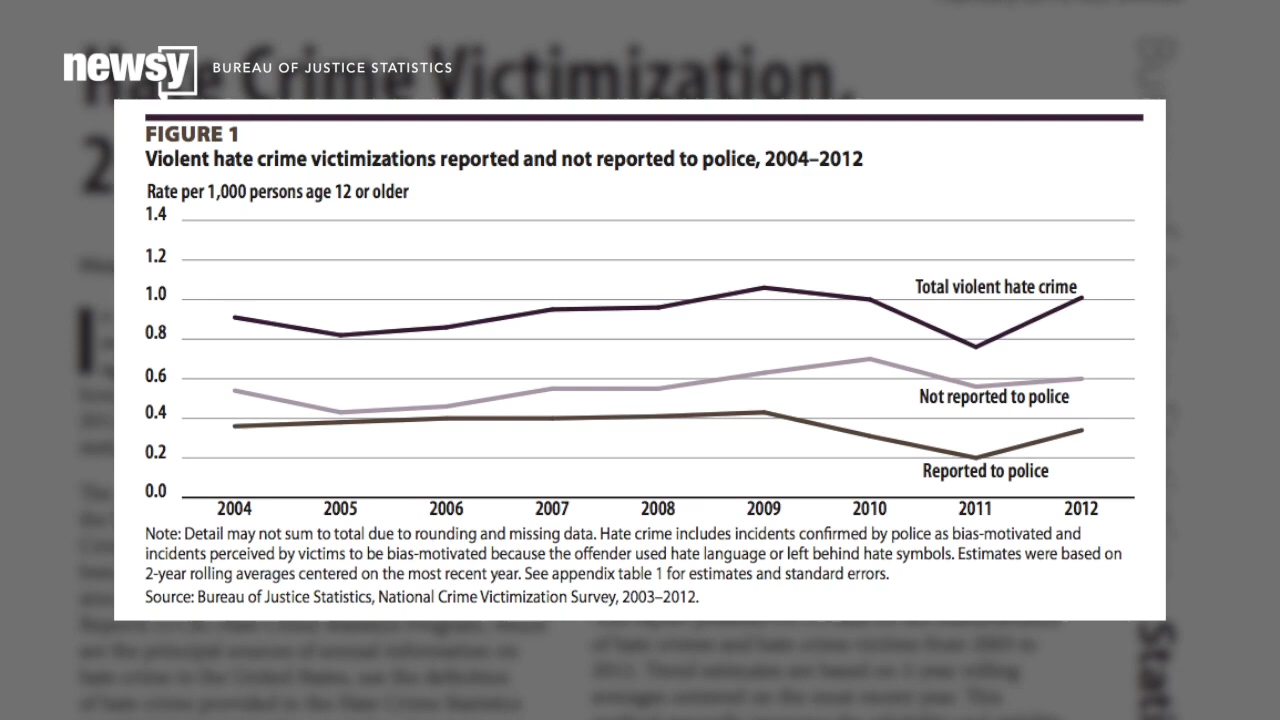 newsy BUREAU OF JUSTICE STATISTICS
Hate Crime Victimization,
2
FIGURE 1
Violent hate crime victimizations reported and not reported to police, 2004–2012
Rate per 1,000 persons age 12 or older
1.4
1.2
1.0
0.8
0.6
0.4
0.2
0.0
Total violent hate crime
Not reported to police
Reported to police
2004 2005 2006 2007 2008 2009 2010 2011 2012
Note: Detail may not sum to total due to rounding and missing data. Hate crime includes incidents confirmed by police as bias-motivated and
incidents perceived by victims to be bias-motivated because the offender used hate language or left behind hate symbols. Estimates were based on
2-year rolling averages centered on the most recent year. See appendix table 1 for estimates and standard errors.
Source: Bureau of Justice Statistics, National Crime Victimization Survey, 2003–2012.
Stat